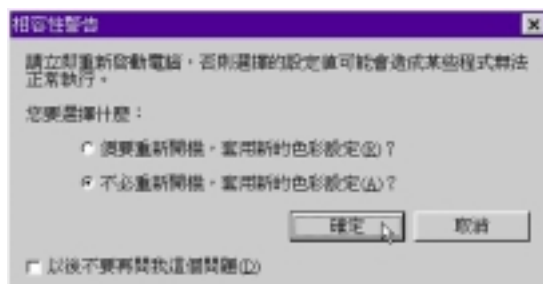 相容性警告
請立即重新啟動電腦，否則選擇的設定值可能會造成某些程式無法
正常執行。
您要選擇什麼：
須要重新開機，套用新的色彩設定(R)？
不必重新開機，套用新的色彩設定(A)？
確定
取消
以後不要再問我這個問題(D)